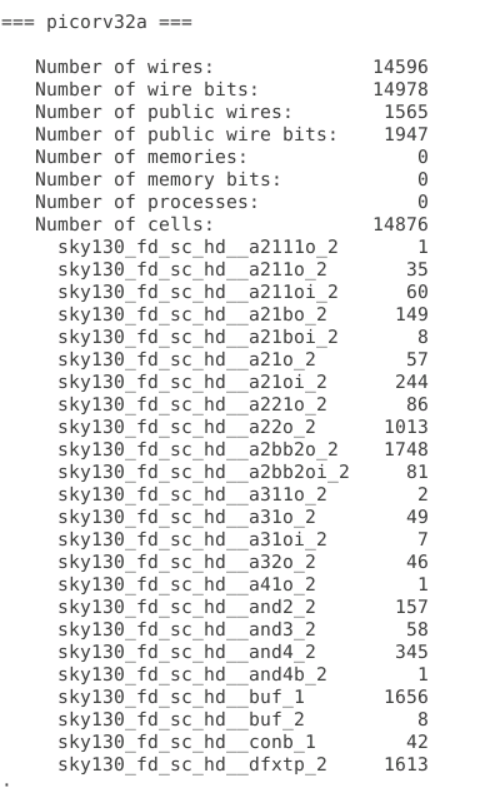 === picorv32a ===
Number of wires: 14596
Number of wire bits: 14978
Number of public wires: 1565
Number of public wire bits: 1947
Number of memories: 0
Number of memory bits: 0
Number of processes: 0
Number of cells: 14876
sky130_fd_sc_hd__a2111o_2 1
sky130_fd_sc_hd__a211o_2 35
sky130_fd_sc_hd__a211oi_2 60
sky130_fd_sc_hd__a21bo_2 149
sky130_fd_sc_hd__a21boi_2 8
sky130_fd_sc_hd__a21o_2 57
sky130_fd_sc_hd__a21oi_2 244
sky130_fd_sc_hd__a221o_2 86
sky130_fd_sc_hd__a22o_2 1013
sky130_fd_sc_hd__a2bb2o_2 1748
sky130_fd_sc_hd__a2bb2oi_2 81
sky130_fd_sc_hd__a311o_2 2
sky130_fd_sc_hd__a31o_2 49
sky130_fd_sc_hd__a31oi_2 7
sky130_fd_sc_hd__a32o_2 46
sky130_fd_sc_hd__a41o_2 1
sky130_fd_sc_hd__and2_2 157
sky130_fd_sc_hd__and3_2 58
sky130_fd_sc_hd__and4_2 345
sky130_fd_sc_hd__and4b_2 1
sky130_fd_sc_hd__buf_1 1656
sky130_fd_sc_hd__buf_2 8
sky130_fd_sc_hd__conb_1 42
sky130_fd_sc_hd__dfxtp_2 1613
.